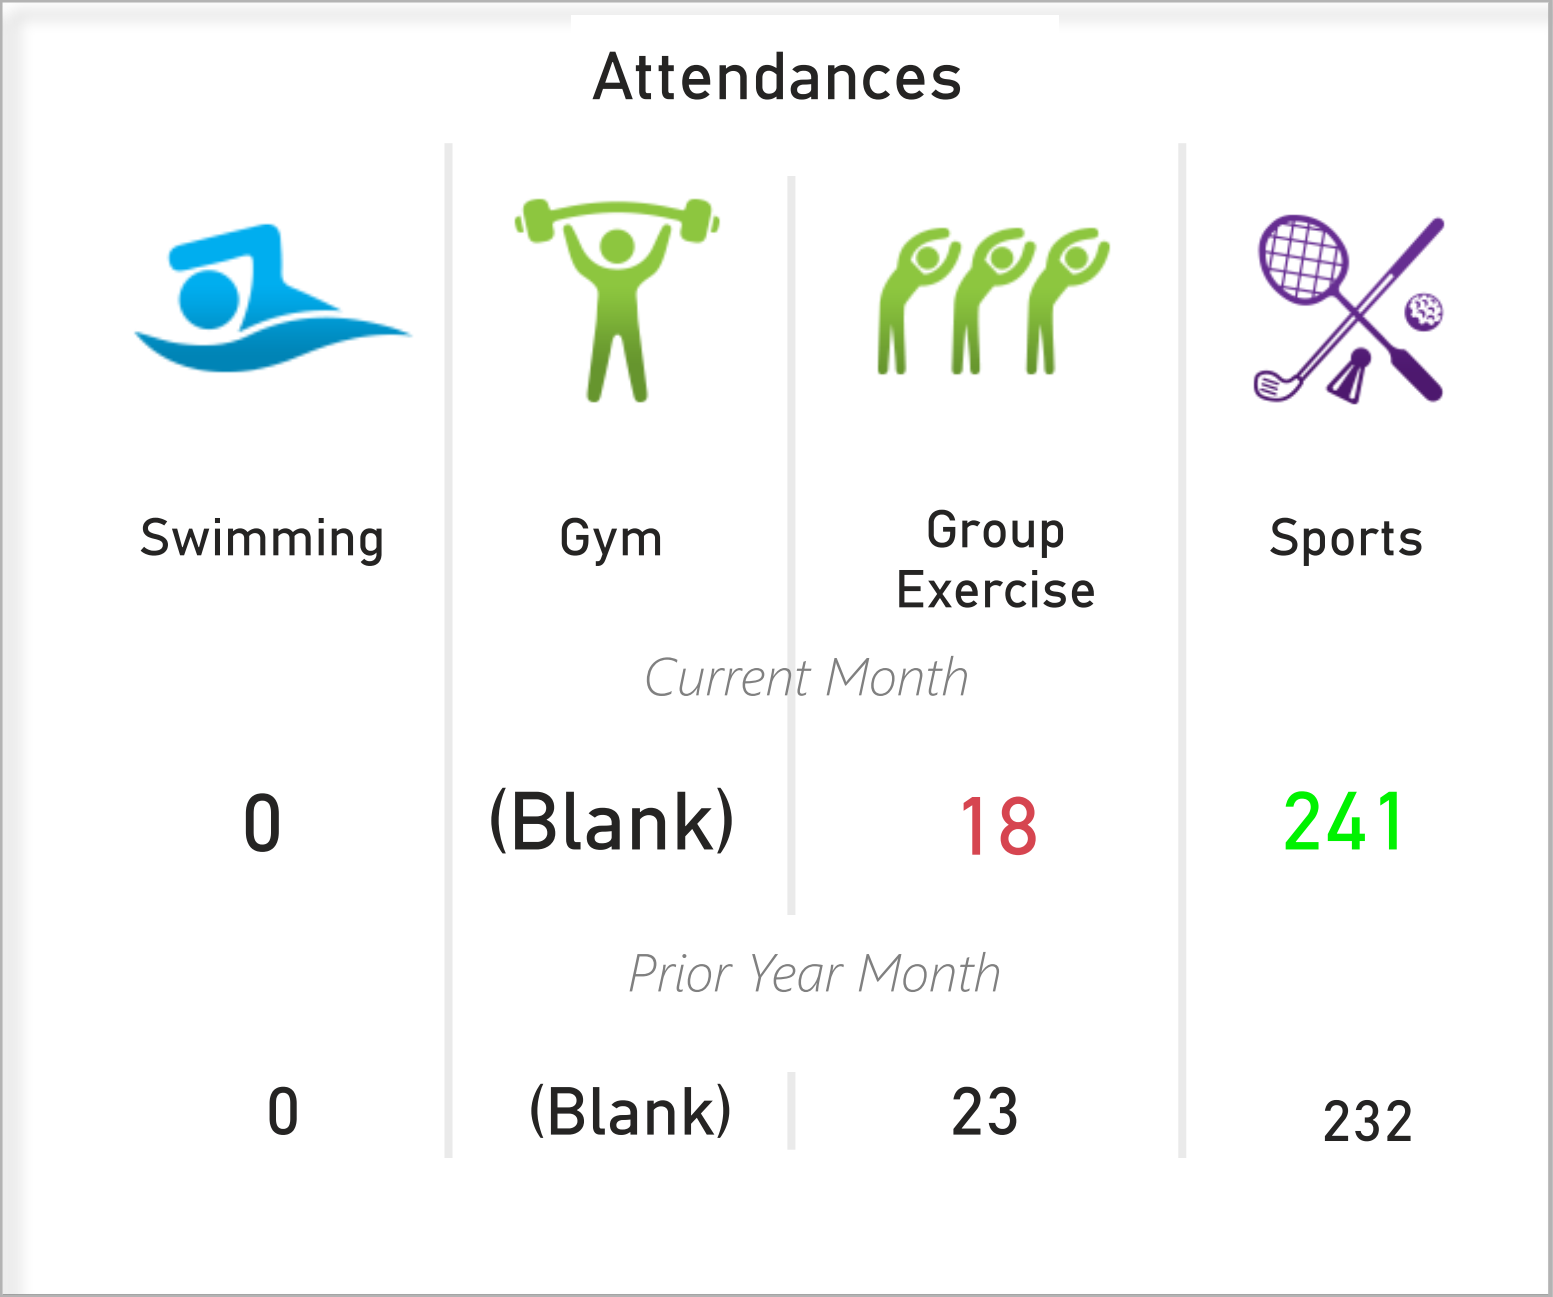 Attendances
Swimming
Gym
Group
Exercise
Sports
Current Month
0
(Blank)
18
241
Prior Year Month
0
(Blank)
23
232